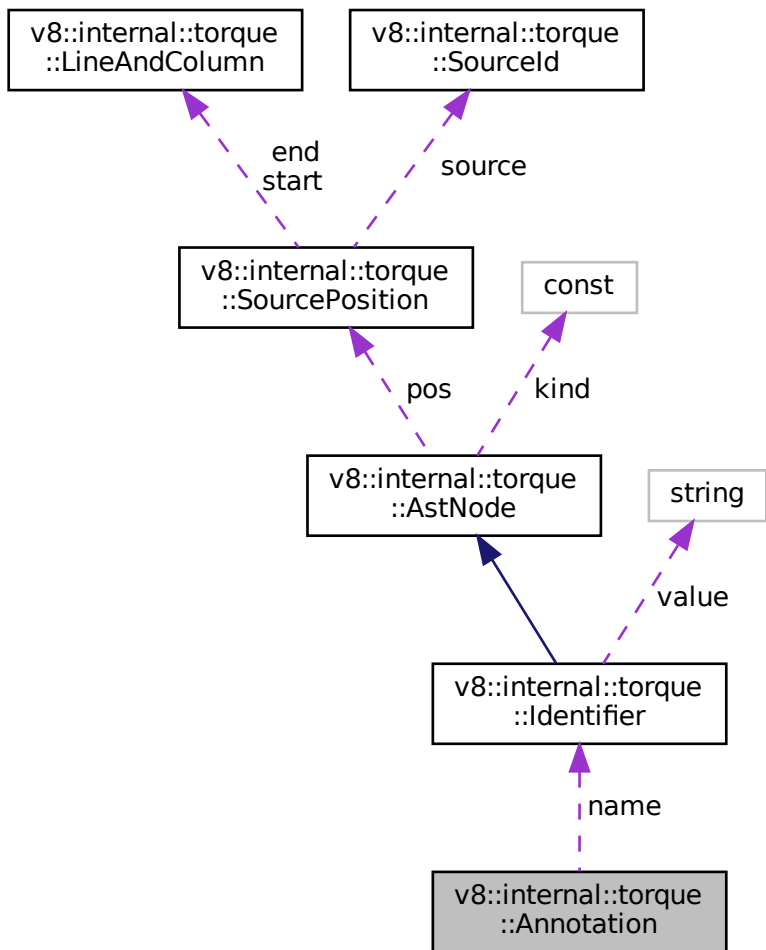 v8::internal::torque
::LineAndColumn
v8::internal::torque
::SourceId
end
start
source
v8::internal::torque
::SourcePosition
const
pos
kind
v8::internal::torque
::AstNode
string
value
v8::internal::torque
::Identifier
name
v8::internal::torque
::Annotation